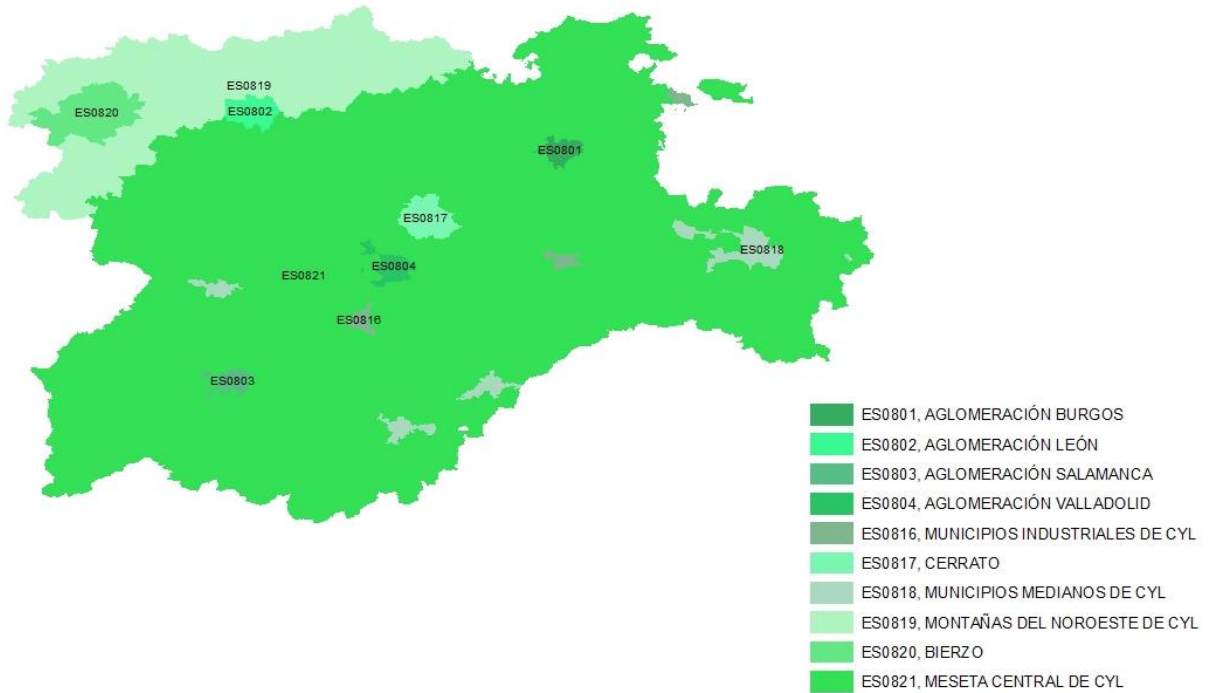 ES0819
ES0820
ES0802
ES0801
ES0817
ES0818
ES0804
ES0821
ES0816
ES0803
ES0801, AGLOMERACIÓN BURGOS
ES0802, AGLOMERACIÓN LEÓN
ES0803, AGLOMERACIÓN SALAMANCA
ES0804, AGLOMERACIÓN VALLADOLID
ES0816, MUNICIPIOS INDUSTRIALES DE CYL
ES0817, CERRATO
ES0818, MUNICIPIOS MEDIANOS DE CYL
ES0819, MONTAÑAS DEL NOROESTE DE CYL
ES0820, BIERZO
ES0821, MESETA CENTRAL DE CYL